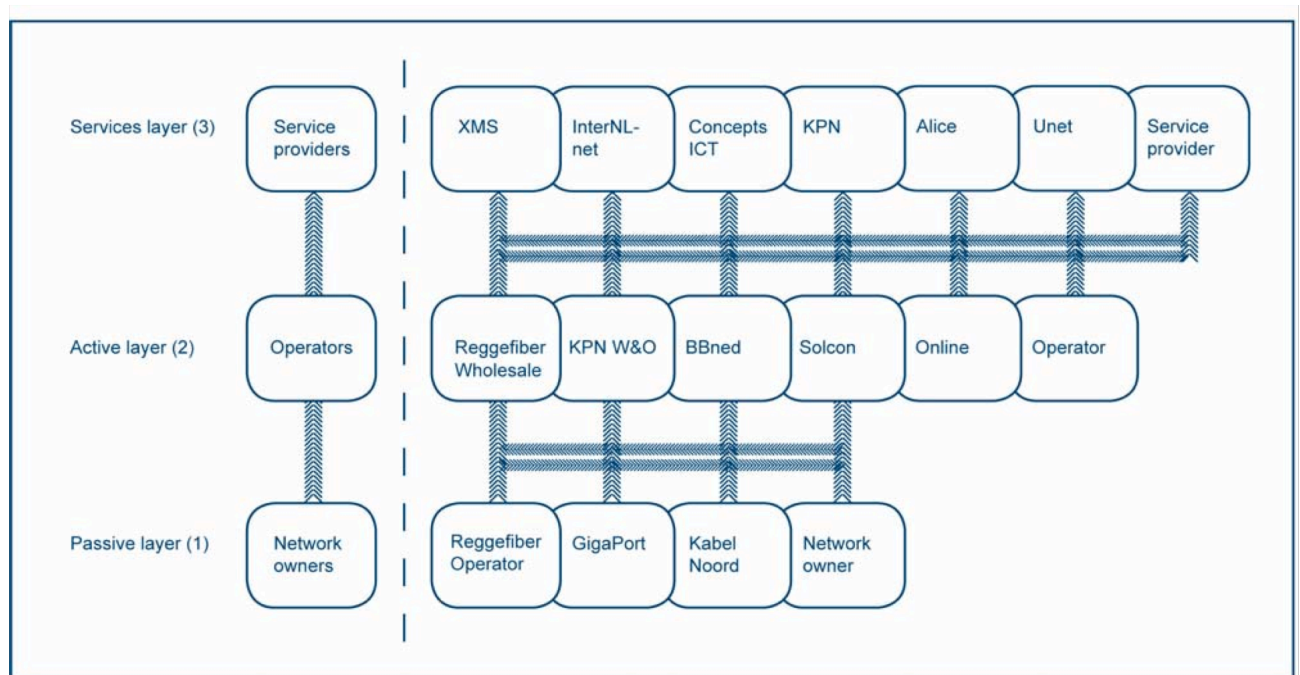 Services layer (3)
Service
providers
XMS
InterNL-
net
Concepts
ICT
KPN
Alice
Unet
Service
provider
Active layer (2)
Operators
Reggefiber
Wholesale
KPN W&O
BBned
Solcon
Online
Operator
Passive layer (1)
Network
owners
Reggefiber
Operator
GigaPort
Kabel
Noord
Network
owner